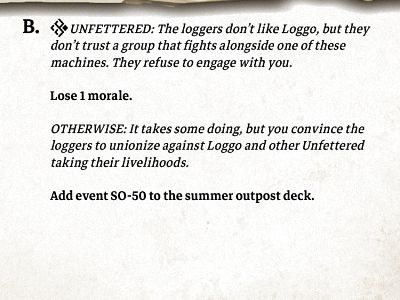 B. UNFETTERED: The loggers don't like Loggo, but they
don't trust a group that fights alongside one of these
machines. They refuse to engage with you.
Lose 1 morale.
OTHERWISE: It takes some doing, but you convince the
loggers to unionize against Loggo and other Unfettered
taking their livelihoods.
Add event SO-50 to the summer outpost deck.